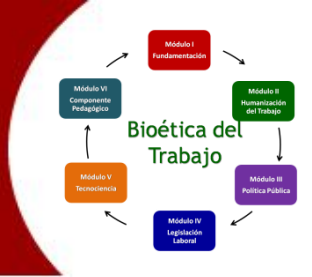 Módulo I
Fundamentación
Módulo II
Humanización
del Trabajo
Módulo III
Política Pública
Módulo IV
Legislación
Laboral
Módulo V
Tecnociencia
Módulo VI
Componente
Pedagógico
Bioética del
Trabajo